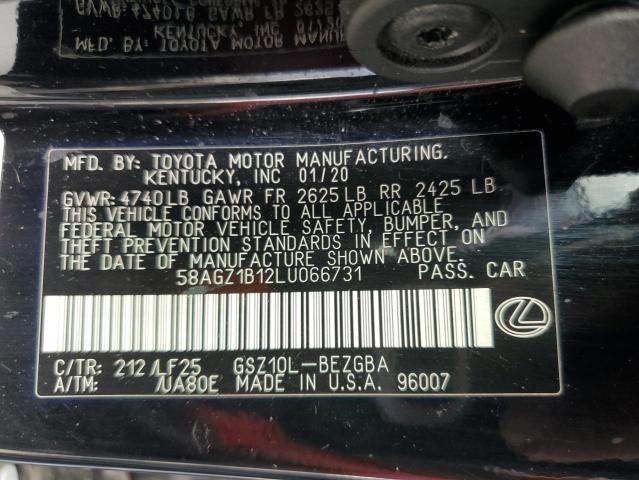 MFD. BY: TOYOTA MOTOR MANUFACTURING.
KENTUCKY, INC 01/20
GVWR: 4740LB GAWR FR 2625 LB RR 2425 LB
THIS VEHICLE CONFORMS TO ALL APPLICABLE
FEDERAL MOTOR VEHICLE SAFETY, BUMPER, AND
THEFT PREVENTION STANDARDS IN EFFECT ON
THE DATE OF MANUFACTURE SHOWN ABOVE.
58AGZ1B12LU066731 PASS. CAR
C/TR: 212/LF25 GSZ10L-BEZGBA
A/TM: /UA80E MADE IN U.S.A. 96007